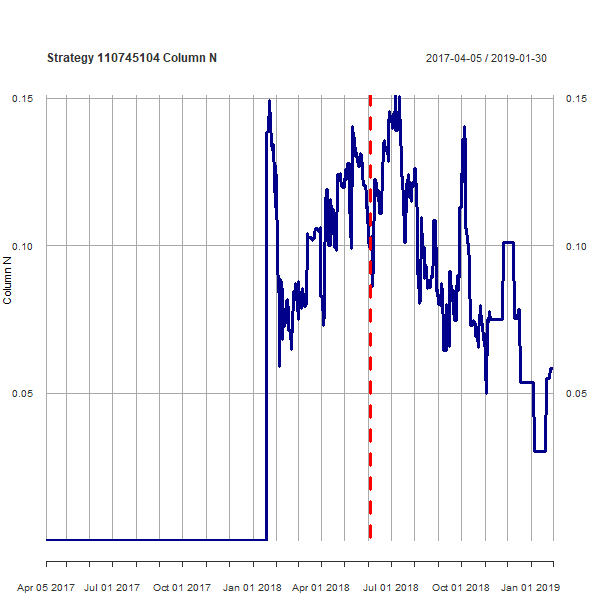 Strategy 110745104 Column N 2017-04-05 / 2019-01-30
0.15 0.15
0.10 0.10
0.05 0.05
Column N
Apr 05 2017 Jul 01 2017 Oct 01 2017 Jan 01 2018 Apr 01 2018 Jul 01 2018 Oct 01 2018 Jan 01 2019